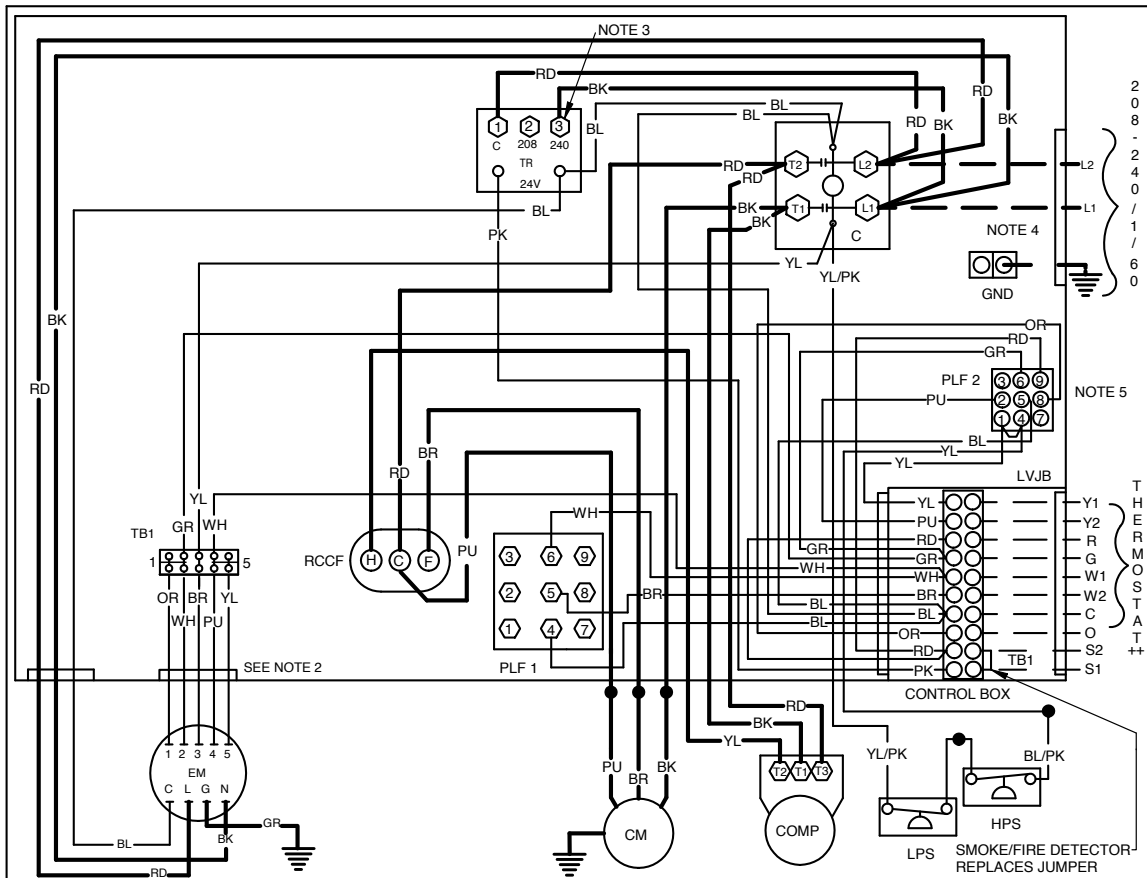 NOTE 3
RD
BK
BL
BL
BL
1 2 3
C 208 240
TR
24V
RD
BK
RD
BK
208-240/1/60
L2
L1
T2
L2
T1
L1
C
RD
RD
BK
BK
BL
PK
NOTE 4
GND
YL
YL/PK
BK
RD
OR
RD
GR
PLF 2
3 6 9
2 5 8
1 4 7
NOTE 5
PU
BL
YL
YL
BR
RD
PU
YL
GR WH
TB1
1
5
OR BR YL
WH PU
RCCF
H C F
WH
3 6 9
2 5 8
1 4 7
BR
PLF 1
GR
WH
BL
BL
LVJB
YL Y1
PU Y2
RD R
GR G
WH W1
BR W2
BL C
OR O
RD S2
PK S1
TB1
THERMOSTAT
++
CONTROL BOX
SEE NOTE 2
1 2 3 4 5
EM
C L G N
BL
RD
BK
GR
PU
BR
BK
CM
RD
BK
YL
T2 T1 T3
COMP
YL/PK
BL/PK
LPS
HPS
SMOKE/FIRE DETECTOR
REPLACES JUMPER